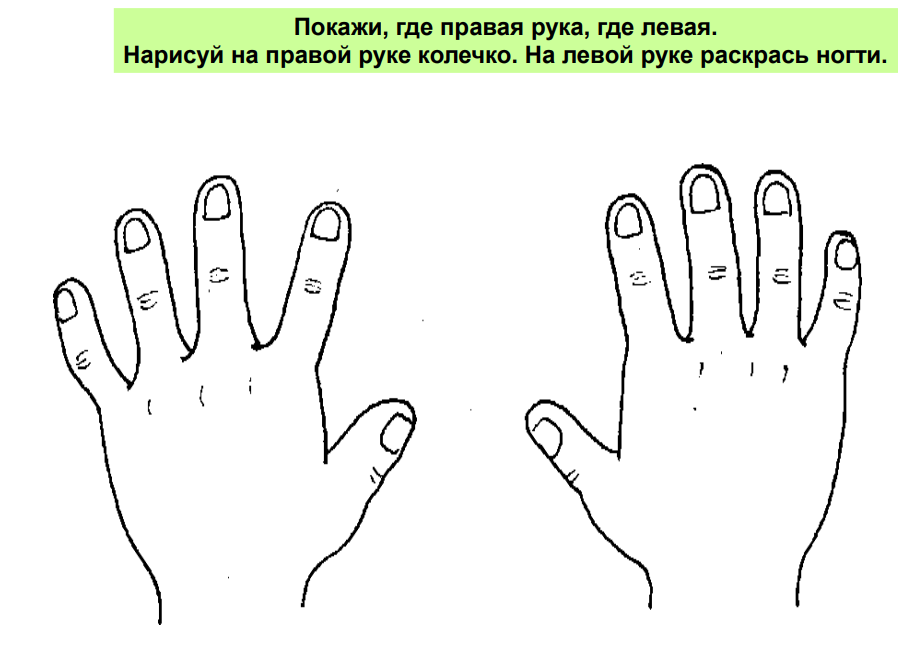 Покажи, где правая рука, где левая.
Нарисуй на правой руке колечко. На левой руке раскрась ногти.